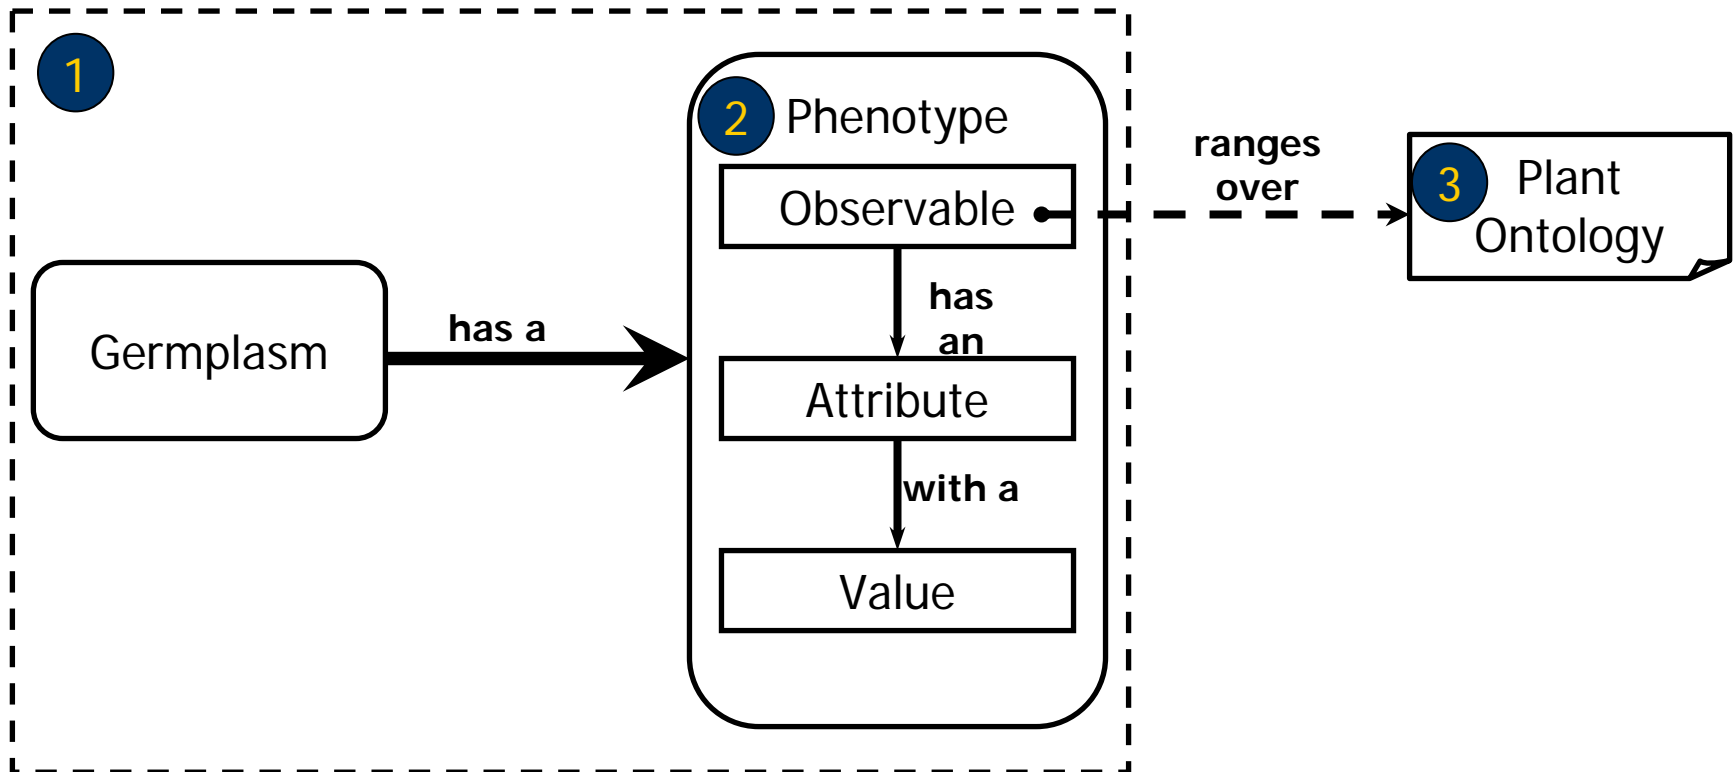 1
2 Phenotype
Observable
has
an
Attribute
with a
Value
Germplasm
has a
ranges
over
3 Plant
Ontology